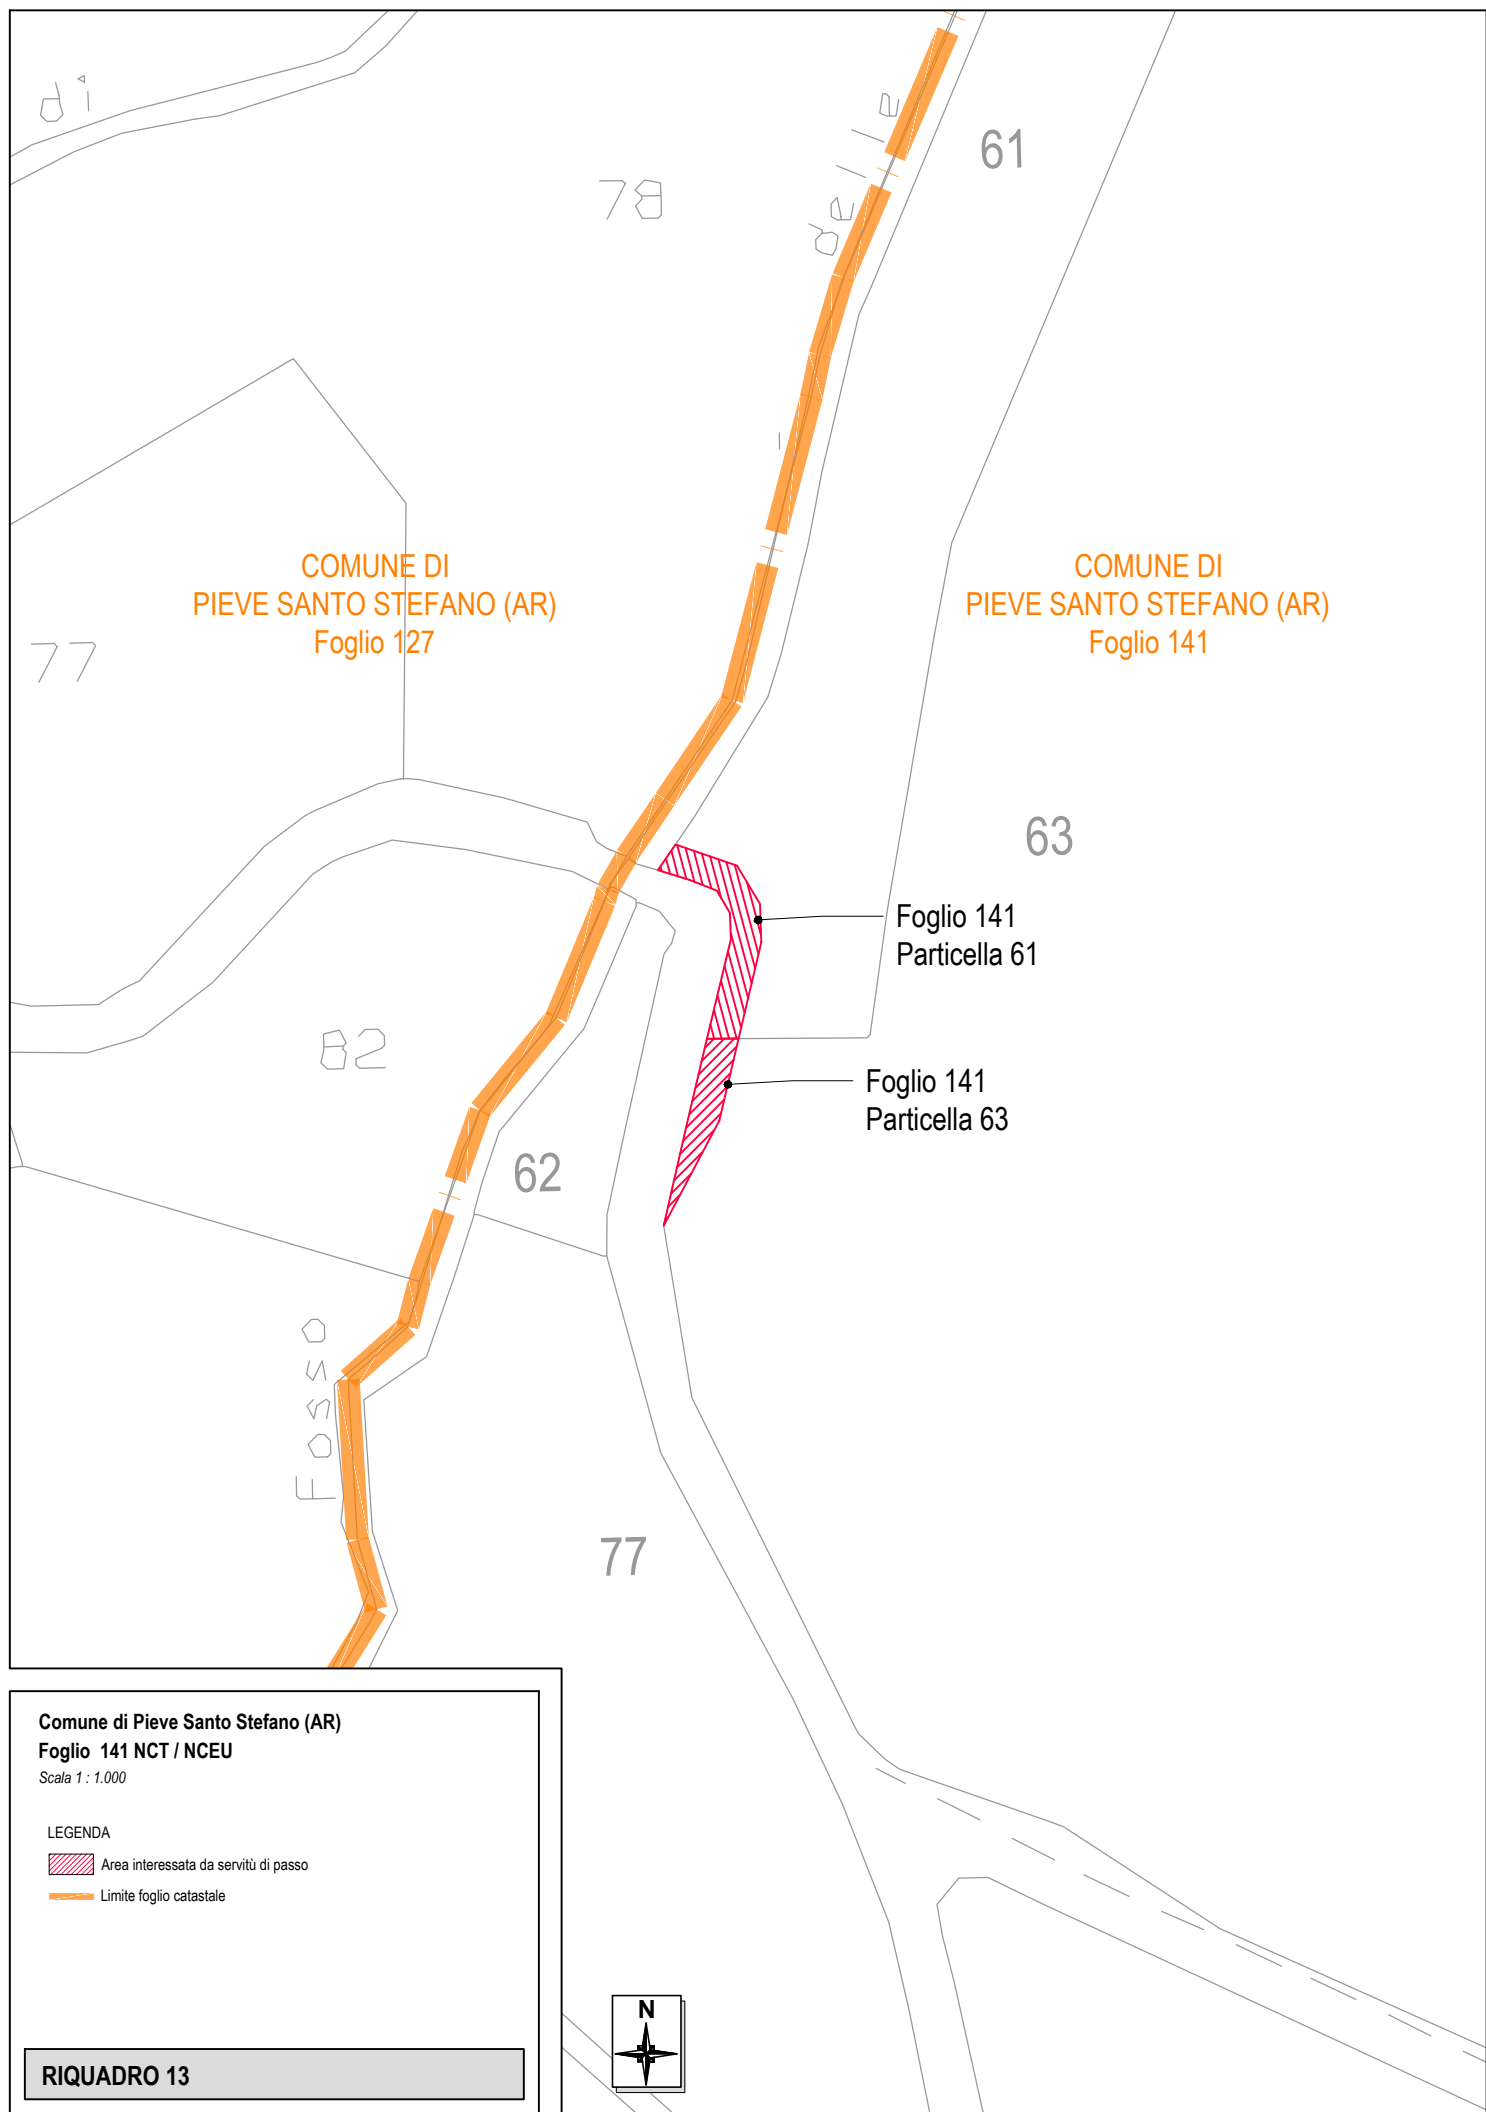 di
78
delle
61
COMUNE DI
PIEVE SANTO STEFANO (AR)
Foglio 127
COMUNE DI
PIEVE SANTO STEFANO (AR)
Foglio 141
77
63
Foglio 141
Particella 61
82
Foglio 141
Particella 63
62
Fosso
77
Comune di Pieve Santo Stefano (AR)
Foglio 141 NCT / NCEU
Scala 1 : 1.000
LEGENDA
Area interessata da servitù di passo
Limite foglio catastale
N
RIQUADRO 13